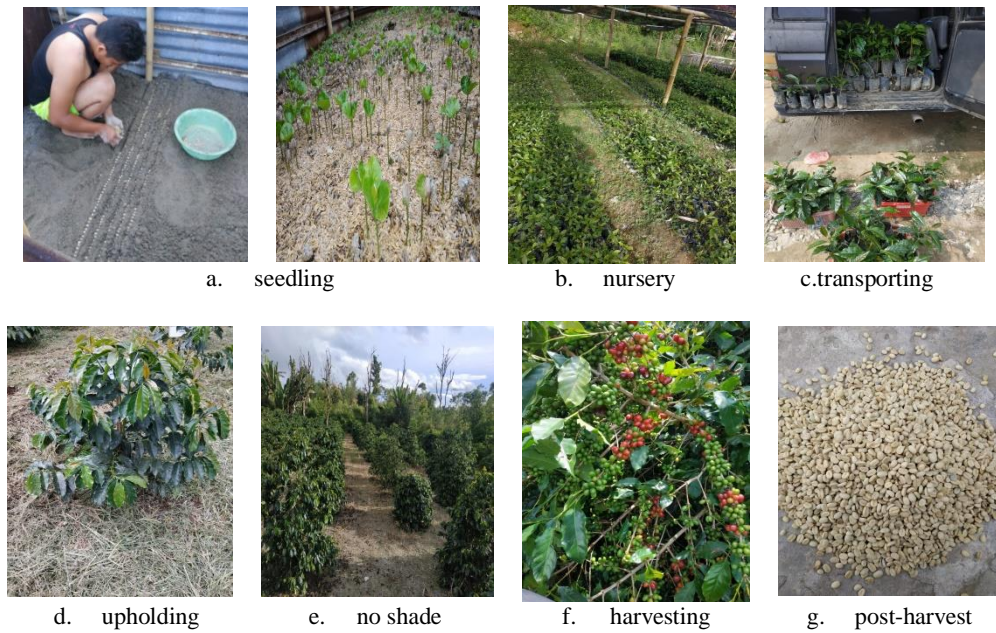 a. seedling
b. nursery
c.transporting
d. upholding
e. no shade
f. harvesting
g. post-harvest